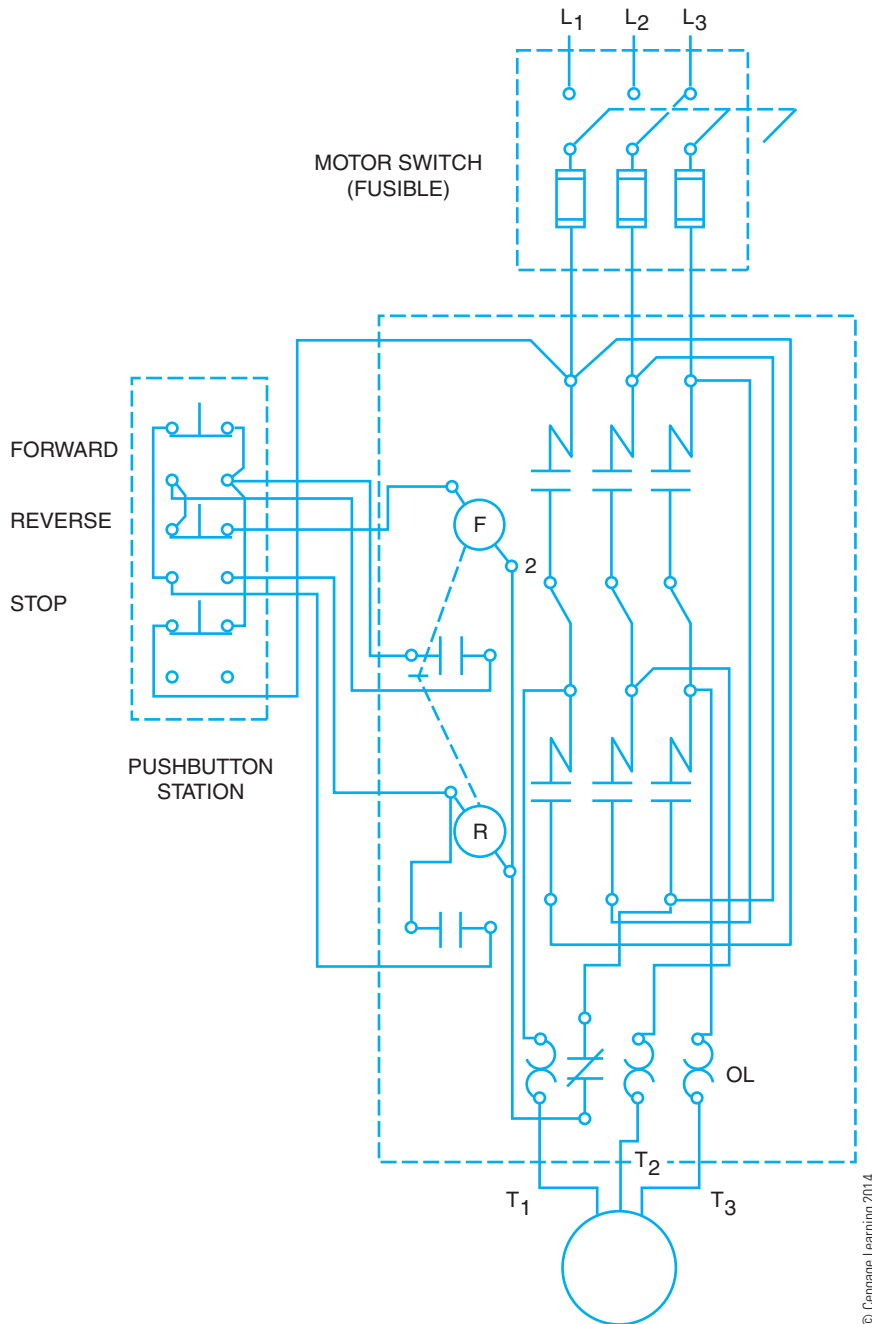 L1 L2 L3
MOTOR SWITCH
(FUSIBLE)
FORWARD
REVERSE
STOP
F
2
PUSHBUTTON
STATION
R
OL
T1
T2
T3
© Cengage Learning 2014